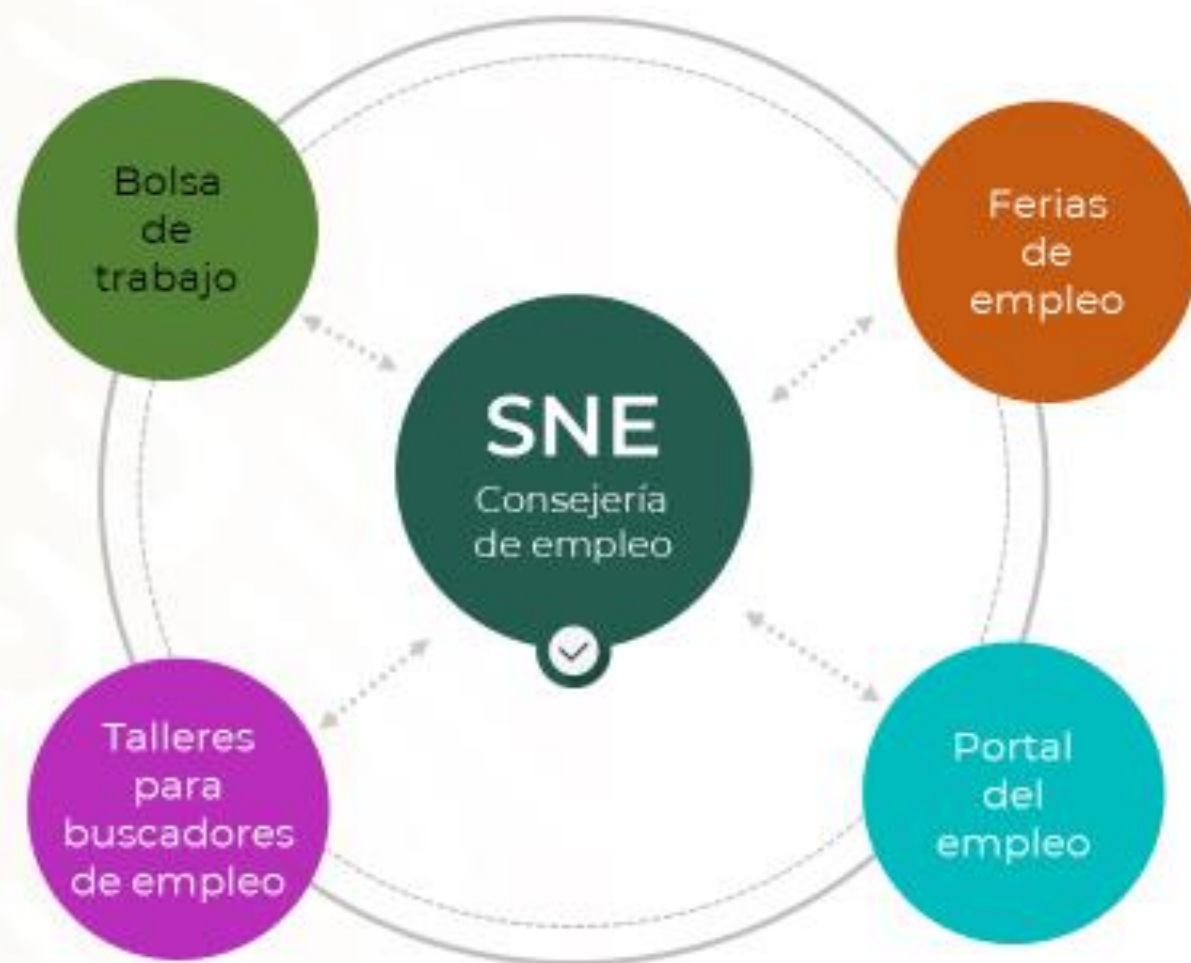 Bolsa
de
trabajo
Ferias
de
empleo
SNE
Consejería
de empleo
Talleres
para
buscadores
de empleo
Portal
del
empleo